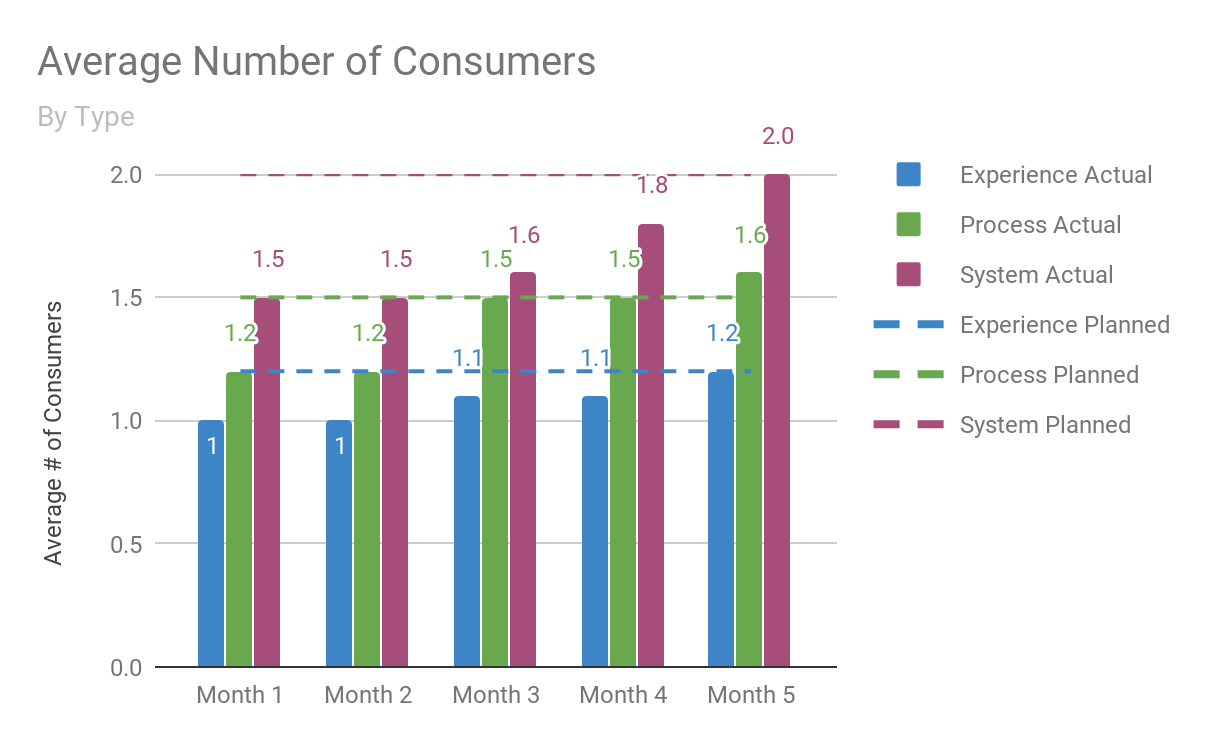 Average Number of Consumers
By Type
Average # of Consumers
2.0
1.5
1.0
0.5
0.0
1
1.2
1.5
1
1.2
1.5
1.1
1.5
1.6
1.1
1.5
1.8
1.2
1.6
2.0
Month 1
Month 2
Month 3
Month 4
Month 5
Experience Actual
Process Actual
System Actual
Experience Planned
Process Planned
System Planned